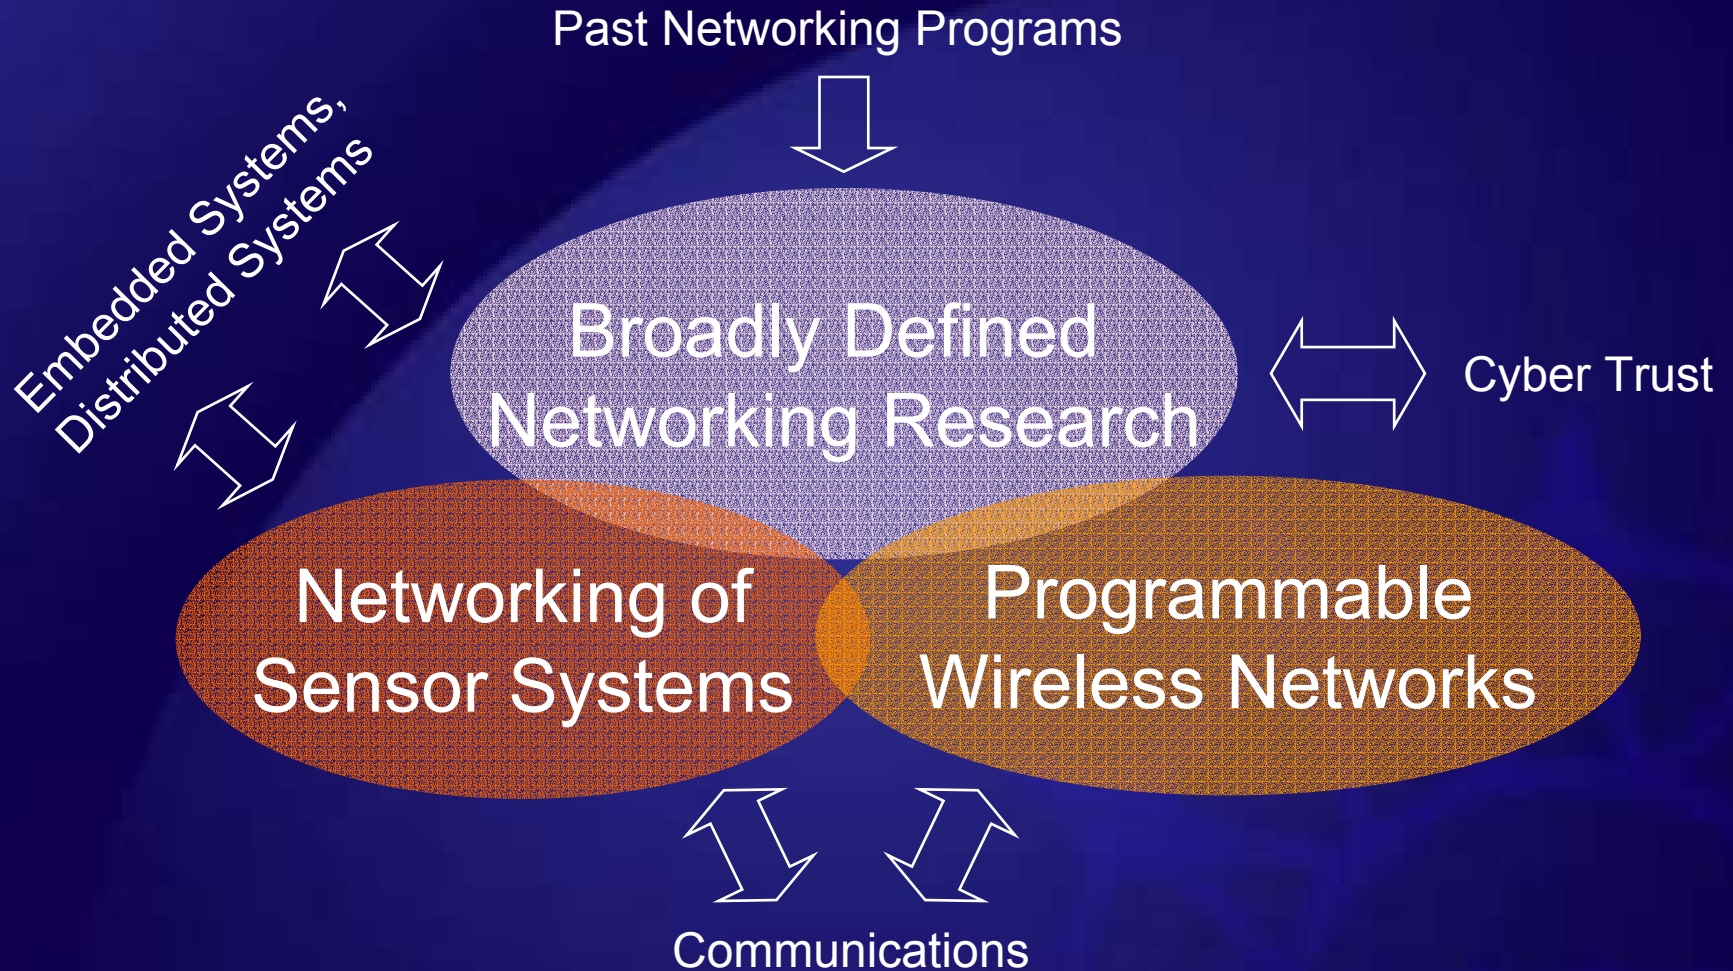 Past Networking Programs
Embedded Systems,
Distributed Systems
Broadly Defined
Networking Research
Cyber Trust
Networking of
Sensor Systems
Programmable
Wireless Networks
Communications